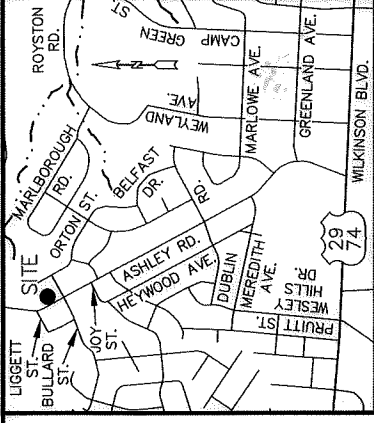 ROYSTON
RD.
CAMP
GREEN
ST.
MARLBOROUGH
RD.
WEYLAND
AVE.
MARLOWE AVE.
GREENLAND AVE.
WILKINSON BLVD.
ORTON ST.
BELFAST
DR.
SITE
ASHLEY RD.
HEYWOOD AVE.
DUBLIN
RD.
MEREDITH
AVE.
WESLEY
HILLS
DR.
PRUITT ST.
29
74
LIGGETT
ST.
BULLARD
ST.
JOY
ST.
N